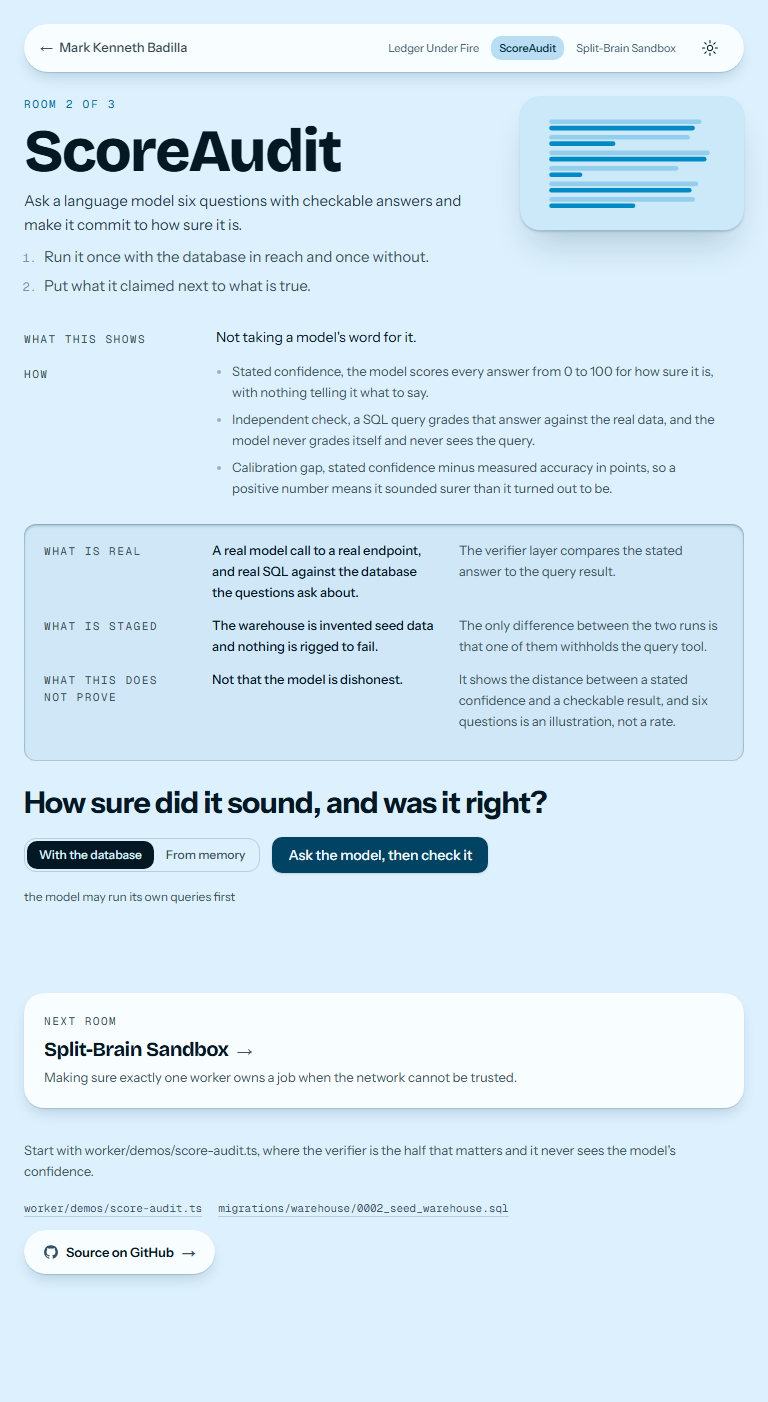 ← Mark Kenneth Badilla
Ledger Under Fire
ScoreAudit
Split-Brain Sandbox
ROOM 2 OF 3
ScoreAudit
Ask a language model six questions with checkable answers and
make it commit to how sure it is.
1. Run it once with the database in reach and once without.
2. Put what it claimed next to what is true.
WHAT THIS SHOWS
Not taking a model's word for it.
HOW
Stated confidence, the model scores every answer from 0 to 100 for how sure it is,
with nothing telling it what to say.
Independent check, a SQL query grades that answer against the real data, and the
model never grades itself and never sees the query.
Calibration gap, stated confidence minus measured accuracy in points, so a
positive number means it sounded surer than it turned out to be.
WHAT IS REAL
A real model call to a real endpoint,
and real SQL against the database
the questions ask about.
The verifier layer compares the stated
answer to the query result.
WHAT IS STAGED
The warehouse is invented seed data
and nothing is rigged to fail.
The only difference between the two runs is
that one of them withholds the query tool.
WHAT THIS DOES
NOT PROVE
Not that the model is dishonest.
It shows the distance between a stated
confidence and a checkable result, and six
questions is an illustration, not a rate.
How sure did it sound, and was it right?
With the database
From memory
Ask the model, then check it
the model may run its own queries first
NEXT ROOM
Split-Brain Sandbox →
Making sure exactly one worker owns a job when the network cannot be trusted.
Start with worker/demos/score-audit.ts, where the verifier is the half that matters and it never sees the model's
confidence.
worker/demos/score-audit.ts
migrations/warehouse/0002_seed_warehouse.sql
Source on GitHub →